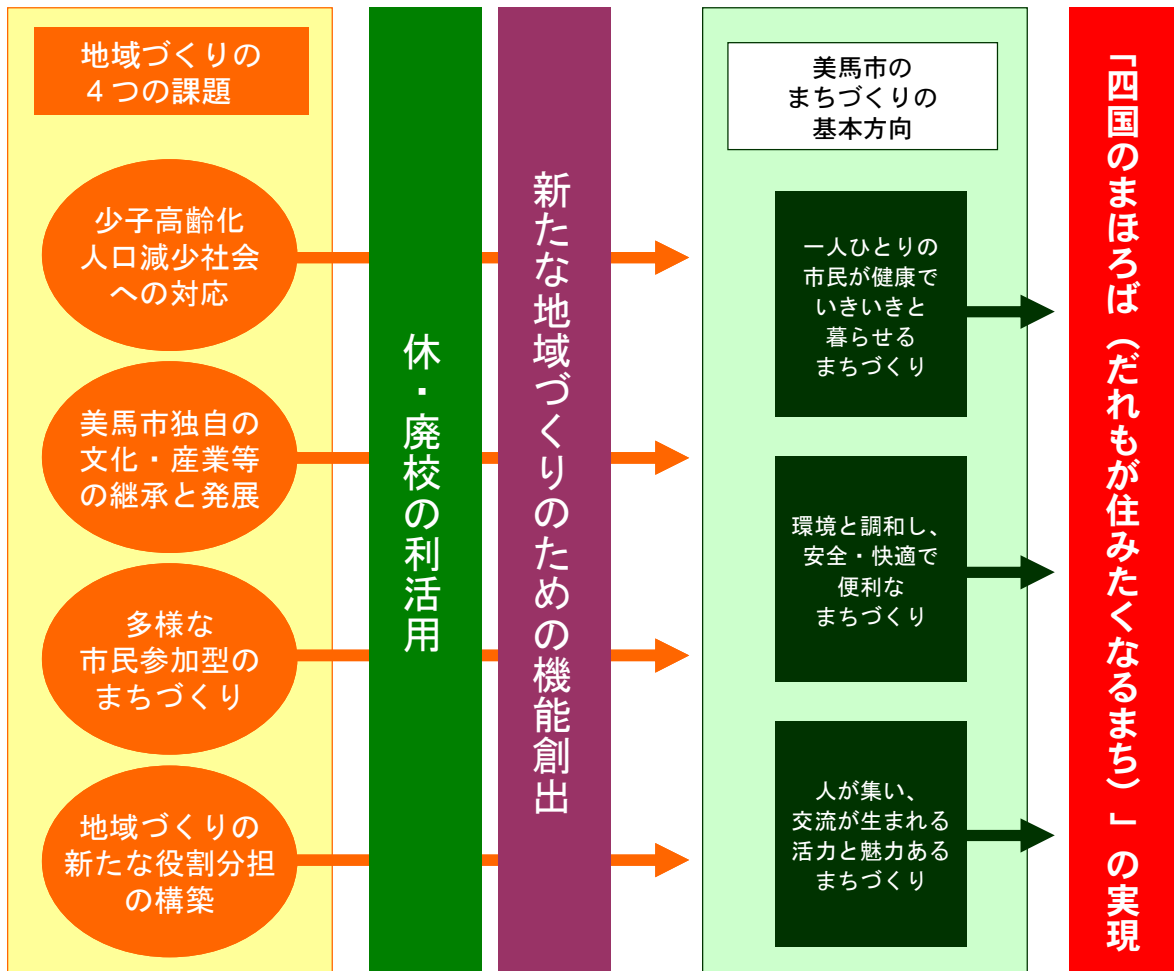 地域づくりの
４つの課題
少子高齢化
人口減少社会
への対応
美馬市独自の
文化・産業等
の継承と発展
多様な
市民参加型の
まちづくり
地域づくりの
新たな役割分担
の構築
休・廃校の利活用
新たな地域づくりのための機能創出
美馬市の
まちづくりの
基本方向
一人ひとりの
市民が健康で
いきいきと
暮らせる
まちづくり
環境と調和し、
安全・快適で
便利な
まちづくり
人が集い、
交流が生まれる
活力と魅力ある
まちづくり
「四国のまほろば（だれもが住みたくなるまち）」の実現